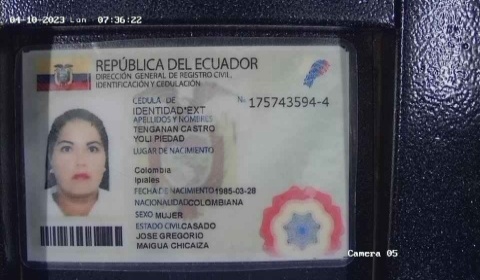 04-10-2023 Lun 07:36:22
REPÚBLICA DEL ECUADOR
DIRECCIÓN GENERAL DE REGISTRO CIVIL,
IDENTIFICACIÓN Y CEDULACIÓN
CÉDULA DE N. 175743594-4
IDENTIDAD*EXT
APELLIDOS Y NOMBRES
TENGANAN CASTRO
YOLI PIEDAD
LUGAR DE NACIMIENTO
Colombia
Ipiales
FECHA DE NACIMIENTO 1985-03-28
NACIONALIDAD COLOMBIANA
SEXO MUJER
ESTADO CIVIL CASADO
JOSE GREGORIO
MAIGUA CHICAIZA
Camera 05